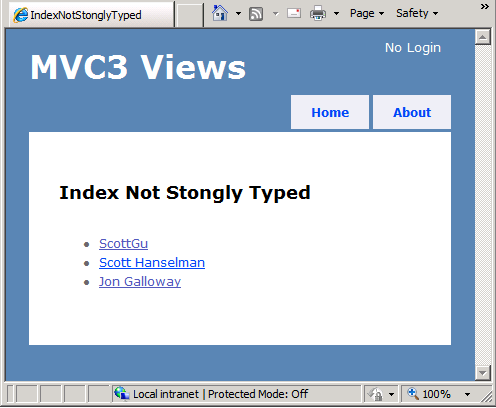 IndexNotStonglyTyped
Page Safety
No Login
MVC3 Views
Home About
Index Not Stongly Typed
ScottGu
Scott Hanselman
Jon Galloway
Local intranet | Protected Mode: Off 100%